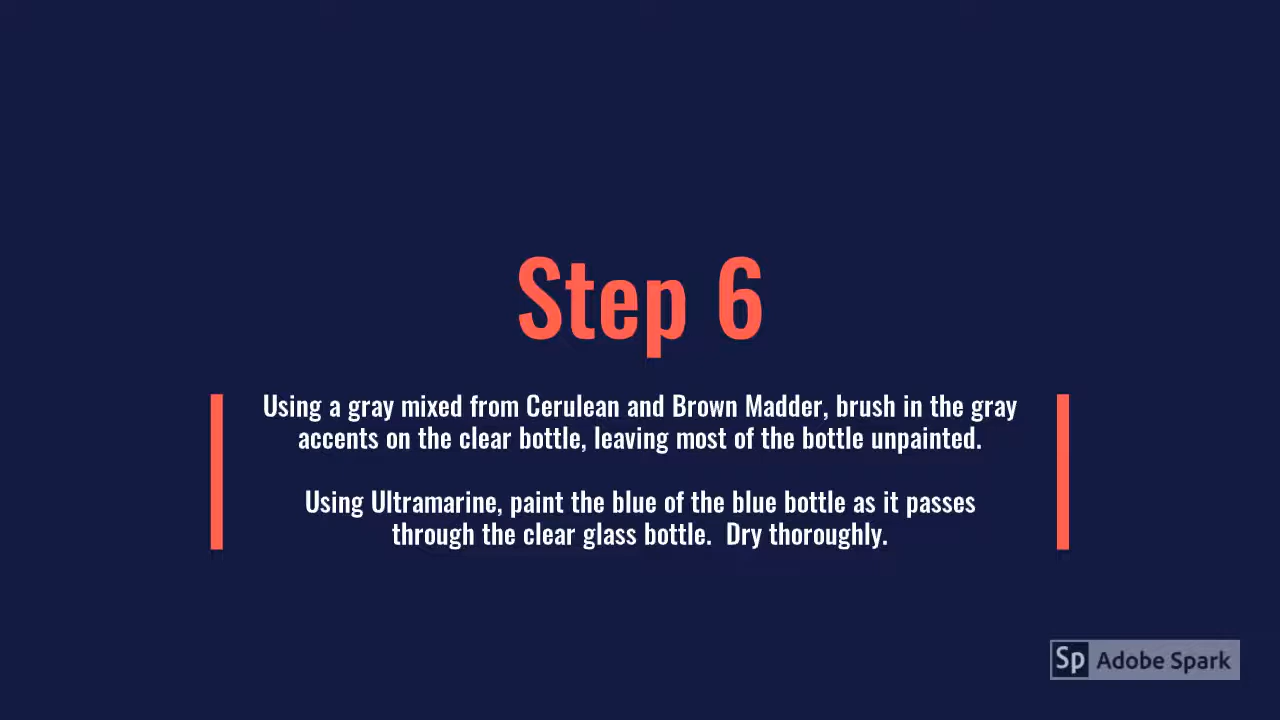 Step 6
Using a gray mixed from Cerulean and Brown Madder, brush in the gray
accents on the clear bottle, leaving most of the bottle unpainted.
Using Ultramarine, paint the blue of the blue bottle as it passes
through the clear glass bottle.  Dry thoroughly.
Sp Adobe Spark